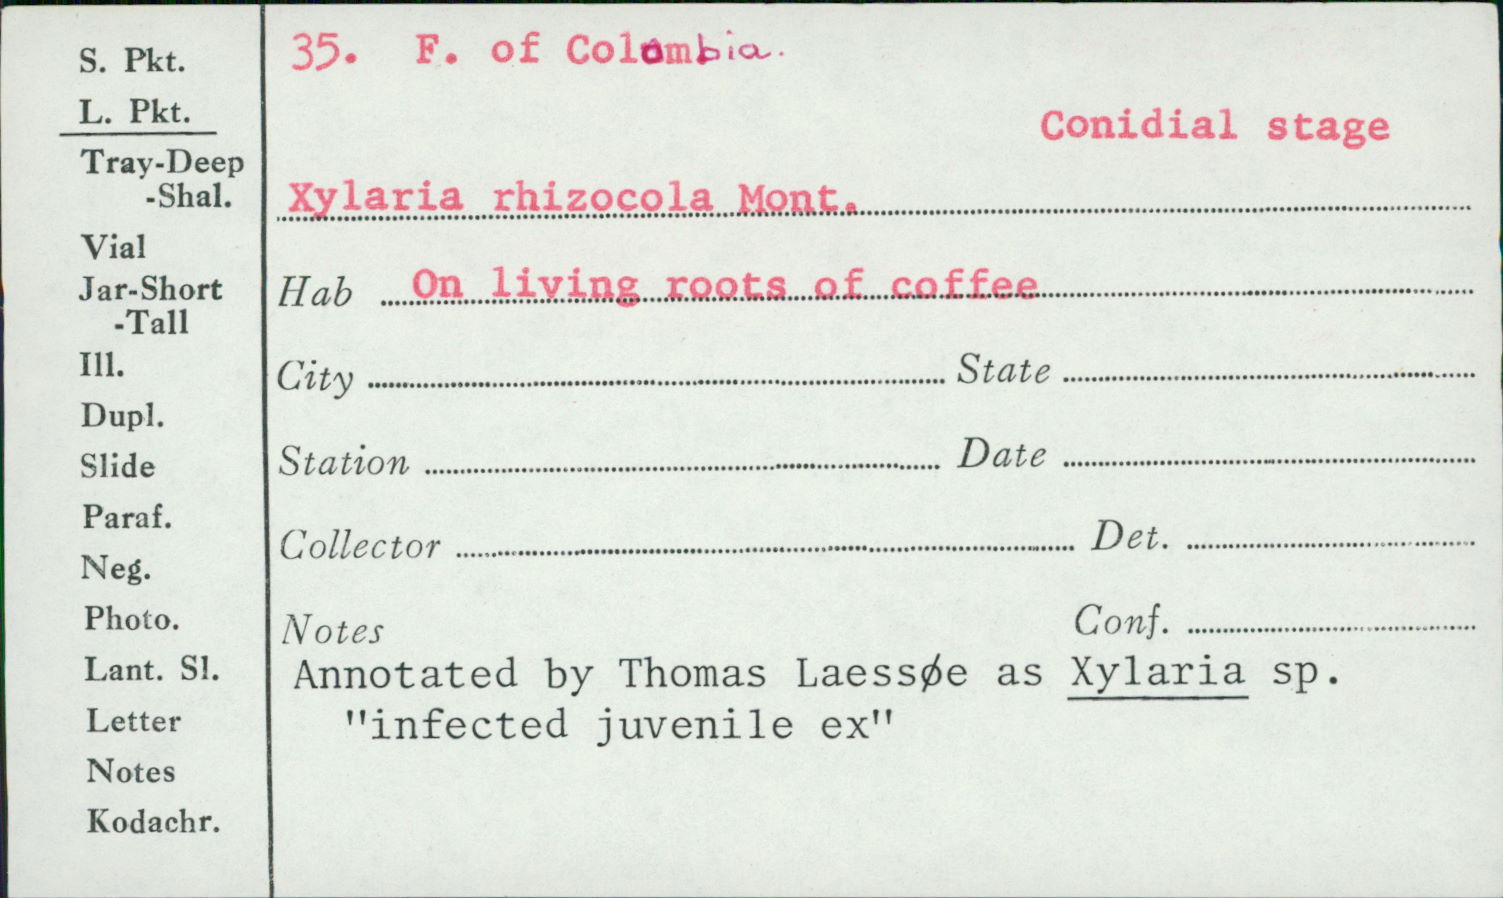 S. Pkt.
L. Pkt.
Tray-Deep
-Shal.
Vial
Jar-Short
-Tall
Ill.
Dupl.
Slide
Paraf.
Neg.
Photo.
Lant. Sl.
Letter
Notes
Kodachr.
35. F. of Colombia.
Conidial stage
Xylaria rhizocola Mont.
Hab On living roots of coffee
City State
Station Date
Collector Det.
Notes Conf.
Annotated by Thomas Laessøe as Xylaria sp.
"infected juvenile ex"